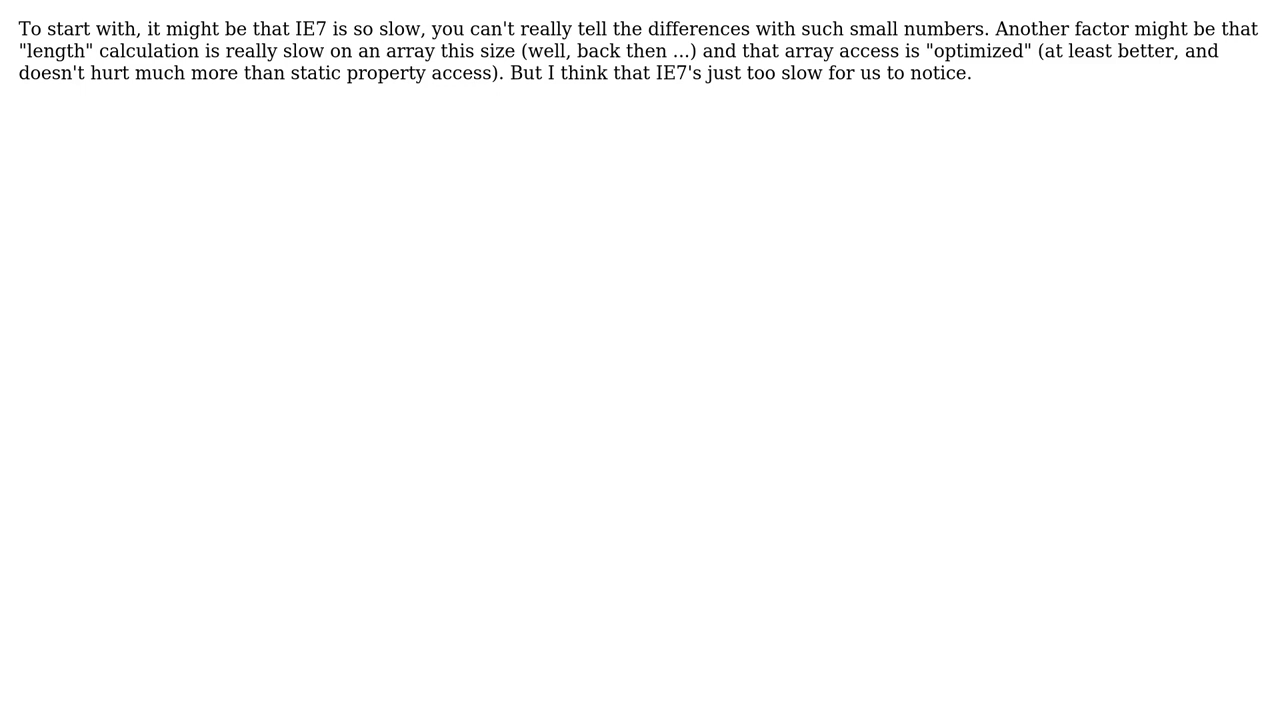 To start with, it might be that IE7 is so slow, you can't really tell the differences with such small numbers. Another factor might be that
"length" calculation is really slow on an array this size (well, back then ...) and that array access is "optimized" (at least better, and
doesn't hurt much more than static property access). But I think that IE7's just too slow for us to notice.